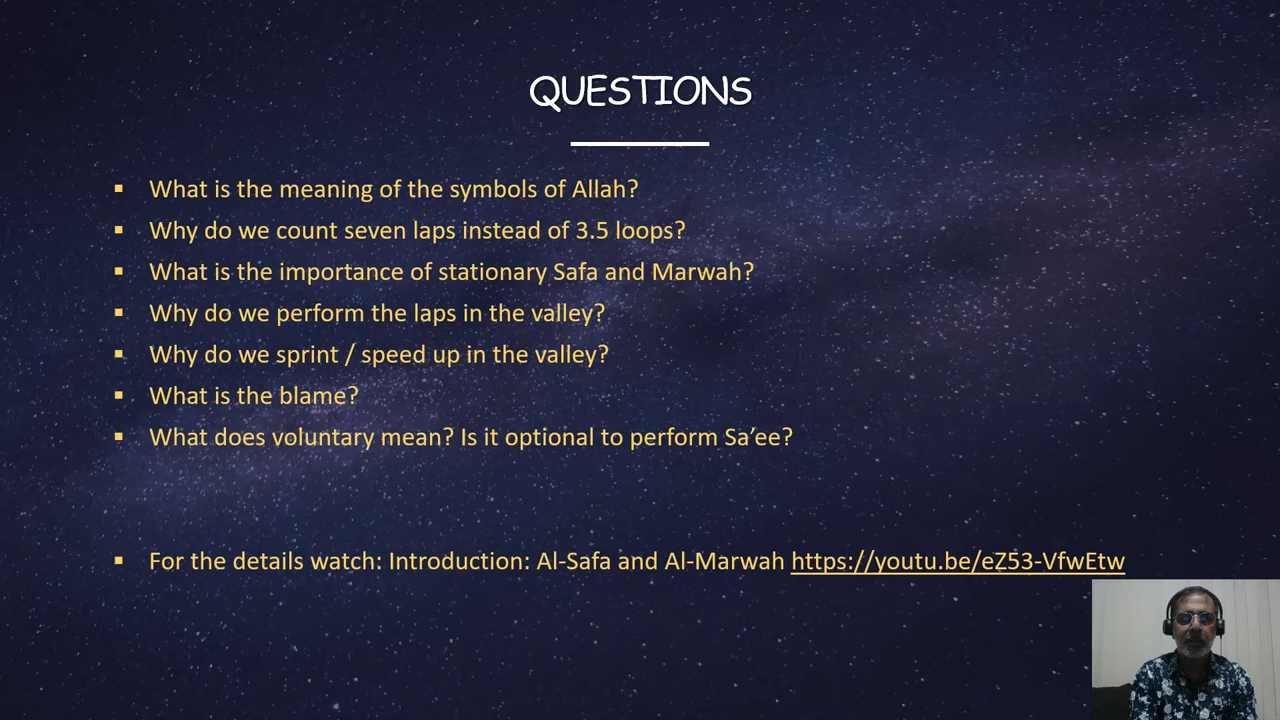 QUESTIONS
▪ What is the meaning of the symbols of Allah?
▪ Why do we count seven laps instead of 3.5 loops?
▪ What is the importance of stationary Safa and Marwah?
▪ Why do we perform the laps in the valley?
▪ Why do we sprint / speed up in the valley?
▪ What is the blame?
▪ What does voluntary mean? Is it optional to perform Sa’ee?
▪ For the details watch: Introduction: Al-Safa and Al-Marwah https://youtu.be/eZ53-VfwEtw